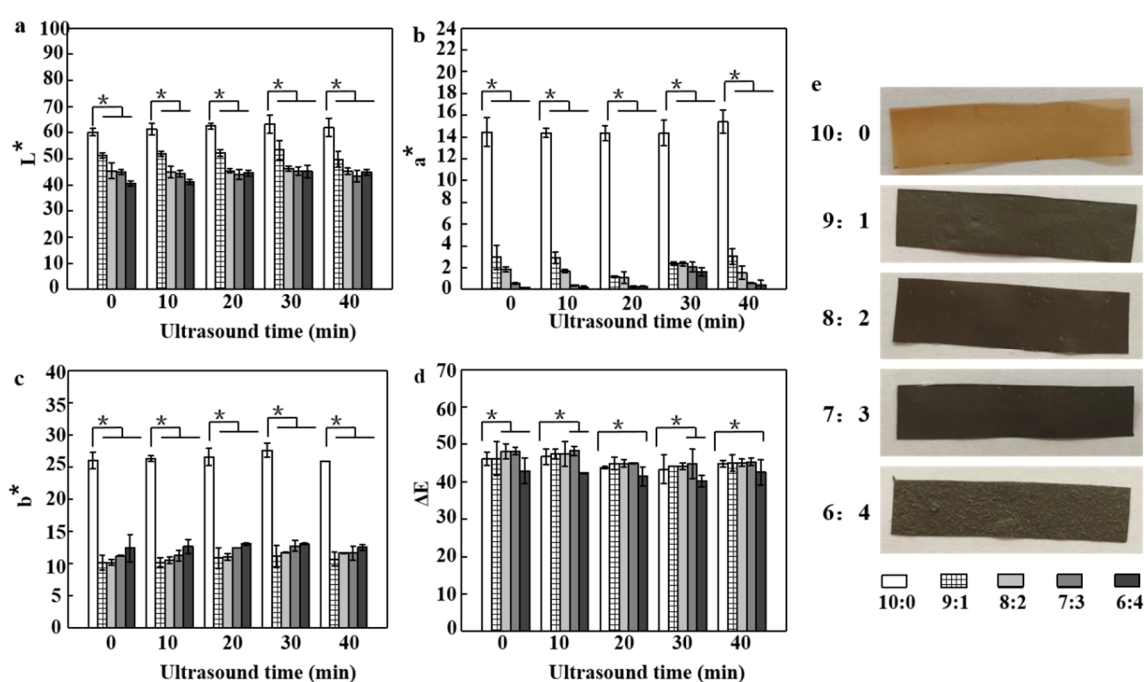 a
100
90
80
70
60
50
40
30
20
10
0
L*
* * * * *
0 10 20 30 40
Ultrasound time (min)
b
24
22
20
18
16
14
12
10
8
6
4
2
0
a*
* * * * *
0 10 20 30 40
Ultrasound time (min)
c
40
35
30
25
20
15
10
5
0
b*
* * * * *
0 10 20 30 40
Ultrasound time (min)
d
70
60
50
40
30
20
10
0
ΔE
* * * * *
0 10 20 30 40
Ultrasound time (min)
e
10: 0
9: 1
8: 2
7: 3
6: 4
10:0 9:1 8:2 7:3 6:4